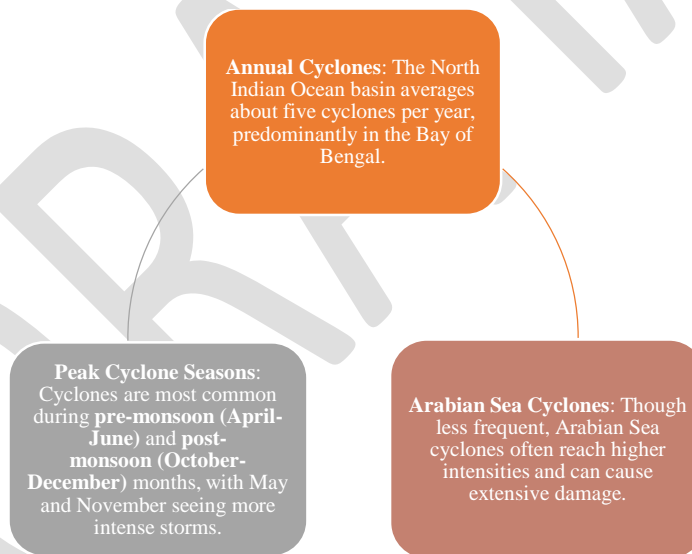 Annual Cyclones: The North
Indian Ocean basin averages
about five cyclones per year,
predominantly in the Bay of
Bengal.
Peak Cyclone Seasons:
Cyclones are most common
during pre-monsoon (April-
June) and post-
monsoon (October-
December) months, with May
and November seeing more
intense storms.
Arabian Sea Cyclones: Though
less frequent, Arabian Sea
cyclones often reach higher
intensities and can cause
extensive damage.